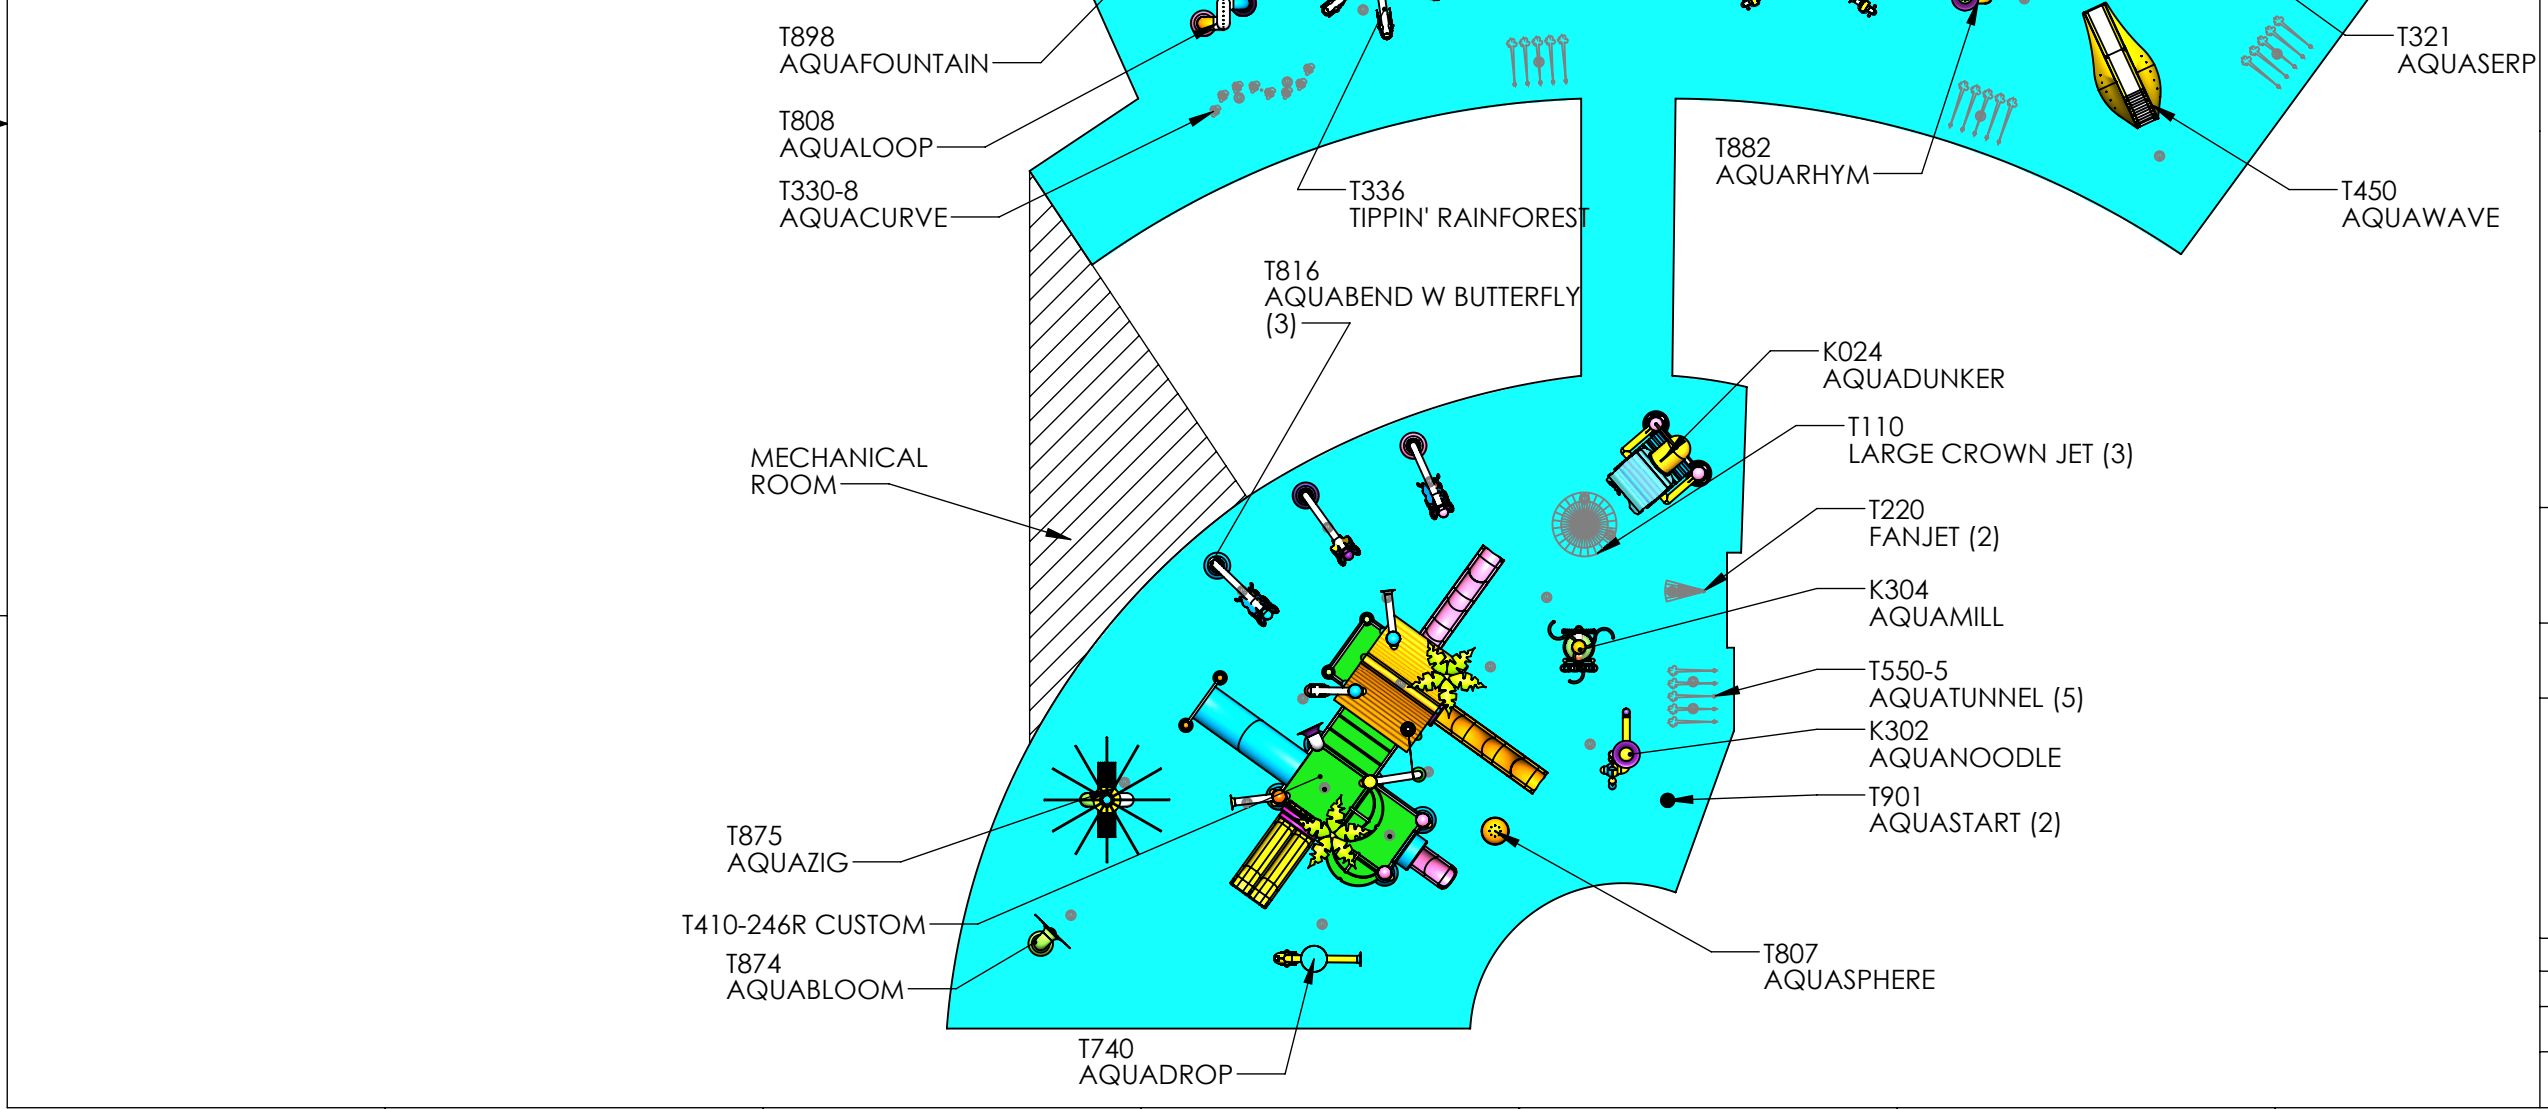 T898
AQUAFOUNTAIN
T321
AQUASERP
T808
AQUALOOP
T882
AQUARHYM
T330-8
AQUACURVE
T336
TIPPIN' RAINFOREST
T450
AQUAWAVE
T816
AQUABEND W BUTTERFLY
(3)
K024
AQUADUNKER
T110
LARGE CROWN JET (3)
MECHANICAL
ROOM
T220
FANJET (2)
K304
AQUAMILL
T550-5
AQUATUNNEL (5)
K302
AQUANOODLE
T901
AQUASTART (2)
T875
AQUAZIG
T410-246R CUSTOM
T874
AQUABLOOM
T807
AQUASPHERE
T740
AQUADROP